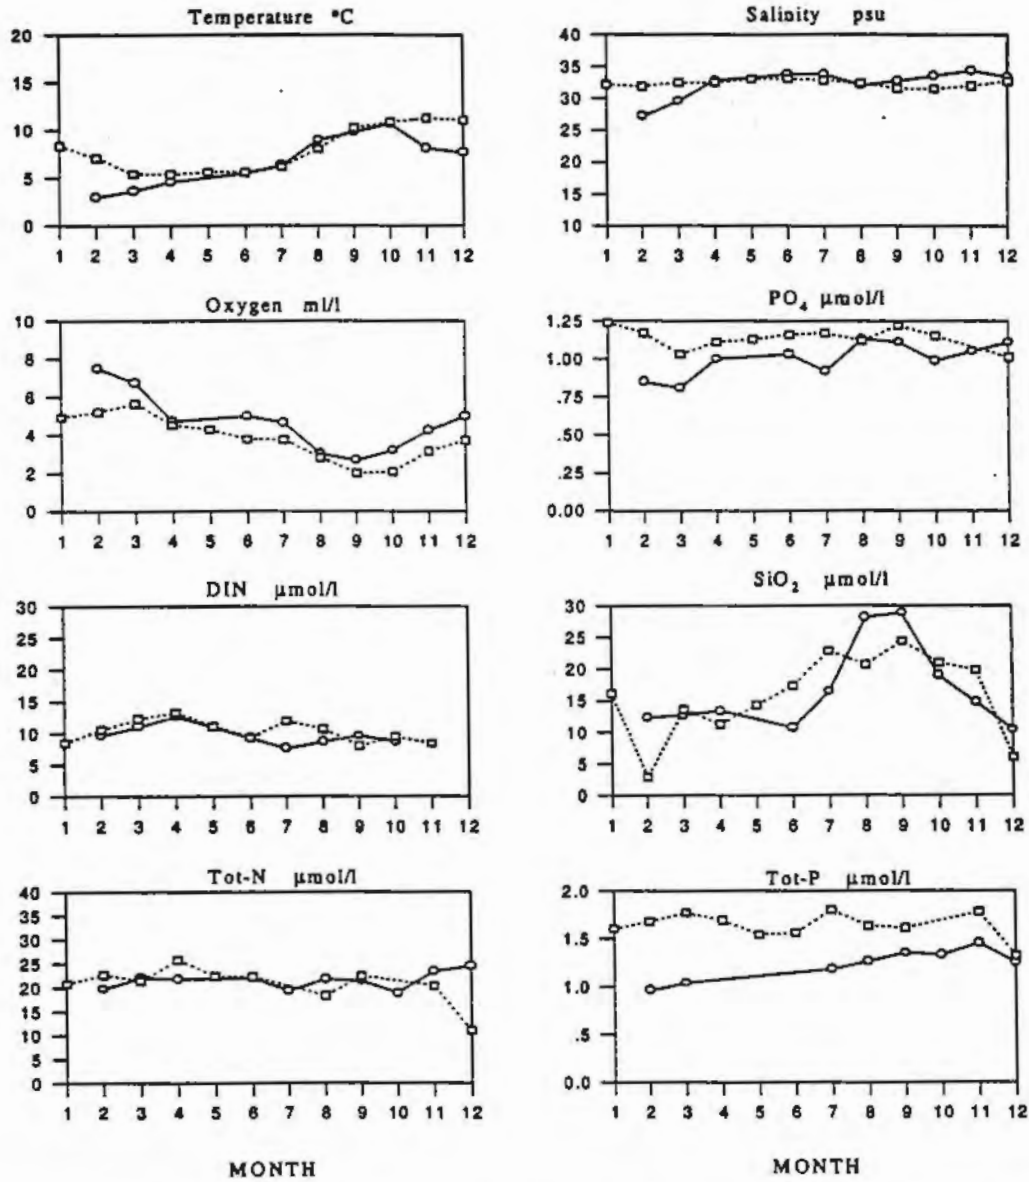 Temperature °C
20
15
10
5
0
1 2 3 4 5 6 7 8 9 10 11 12
Salinity psu
40
35
30
25
20
15
10
1 2 3 4 5 6 7 8 9 10 11 12
Oxygen ml/l
10
8
6
4
2
0
1 2 3 4 5 6 7 8 9 10 11 12
PO₄ µmol/l
1.25
1.00
.75
.50
.25
0.00
1 2 3 4 5 6 7 8 9 10 11 12
DIN µmol/l
30
25
20
15
10
5
0
1 2 3 4 5 6 7 8 9 10 11 12
SiO₂ µmol/l
30
25
20
15
10
5
0
1 2 3 4 5 6 7 8 9 10 11 12
Tot-N µmol/l
40
35
30
25
20
15
10
5
0
1 2 3 4 5 6 7 8 9 10 11 12
MONTH
Tot-P µmol/l
2.0
1.5
1.0
.5
0.0
1 2 3 4 5 6 7 8 9 10 11 12
MONTH